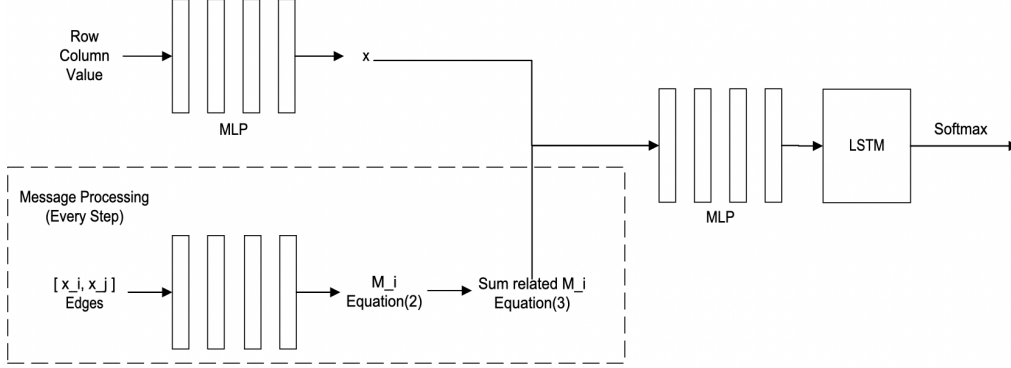 Row
Column
Value
x
MLP
Message Processing
(Every Step)
[ x_i, x_j ]
Edges
M_i
Equation(2)
Sum related M_i
Equation(3)
MLP
LSTM
Softmax